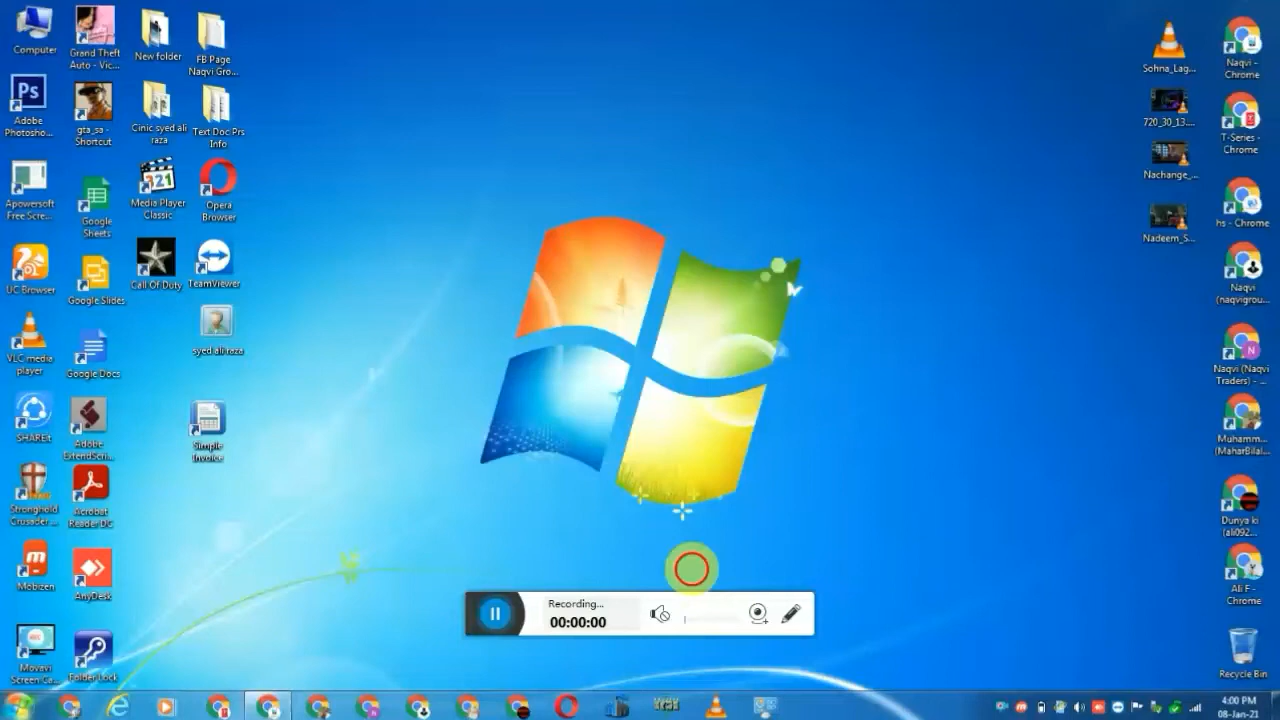 Computer
Grand Theft
Auto - Vic...
New folder
FB Page
Naqvi Gro...
Ps
Adobe
Photosho...
gta_sa -
Shortcut
Cinic syed ali
raza
Text Doc Prs
Info
Apowersoft
Free Scre...
Google
Sheets
321
Media Player
Classic
Opera
Browser
UC Browser
Google Slides
Call Of Duty
TeamViewer
VLC media
player
Google Docs
syed ali raza
SHAREit
Adobe
ExtendScri...
Simple
Invoice
Stronghold
Crusader...
Acrobat
Reader DC
m
Mobizen
AnyDesk
Movavi
Screen Ca...
Folder Lock
Recording...
00:00:00
Sohna_Lag...
720_30_13....
Nachange_...
Nadeem_S...
Naqvi -
Chrome
T-Series -
Chrome
hs - Chrome
Naqvi
(naqvigrou...
N
Naqvi (Naqvi
Traders) - ...
Muhamm...
(MaharBilal...
Dunya ki
(ali092...
Ali F -
Chrome
Recycle Bin
4:00 PM
08-Jan-21